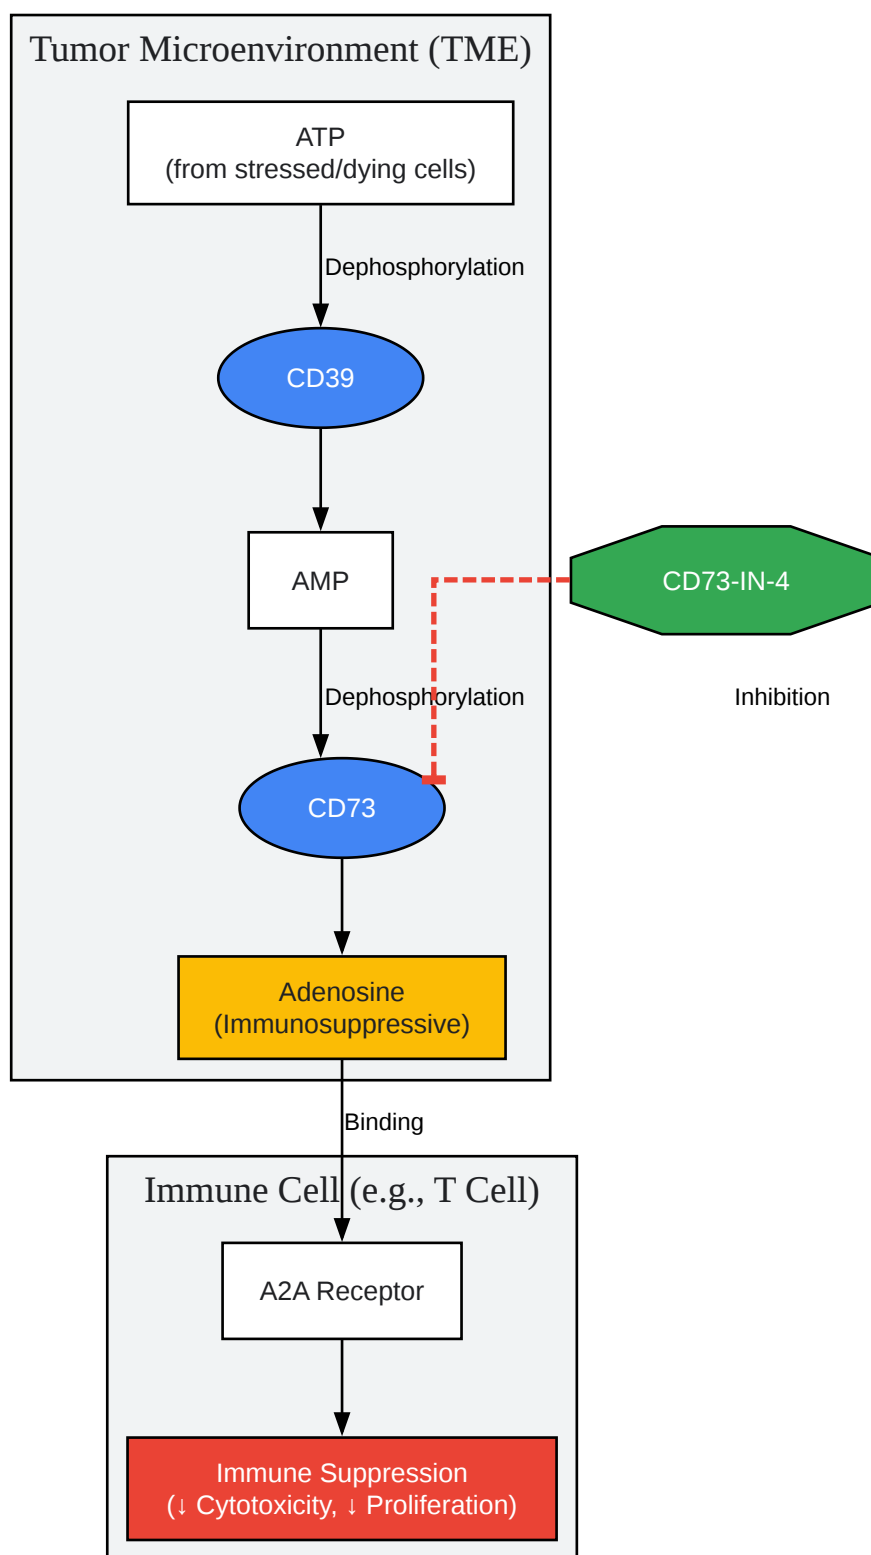 Tumor Microenvironment (TME)
ATP
(from stressed/dying cells)
Dephosphorylation
CD39
AMP
CD73-IN-4
Dephosphorylation
Inhibition
CD73
Adenosine
(Immunosuppressive)
Binding
Immune Cell (e.g., T Cell)
A2A Receptor
Immune Suppression
(↓ Cytotoxicity, ↓ Proliferation)